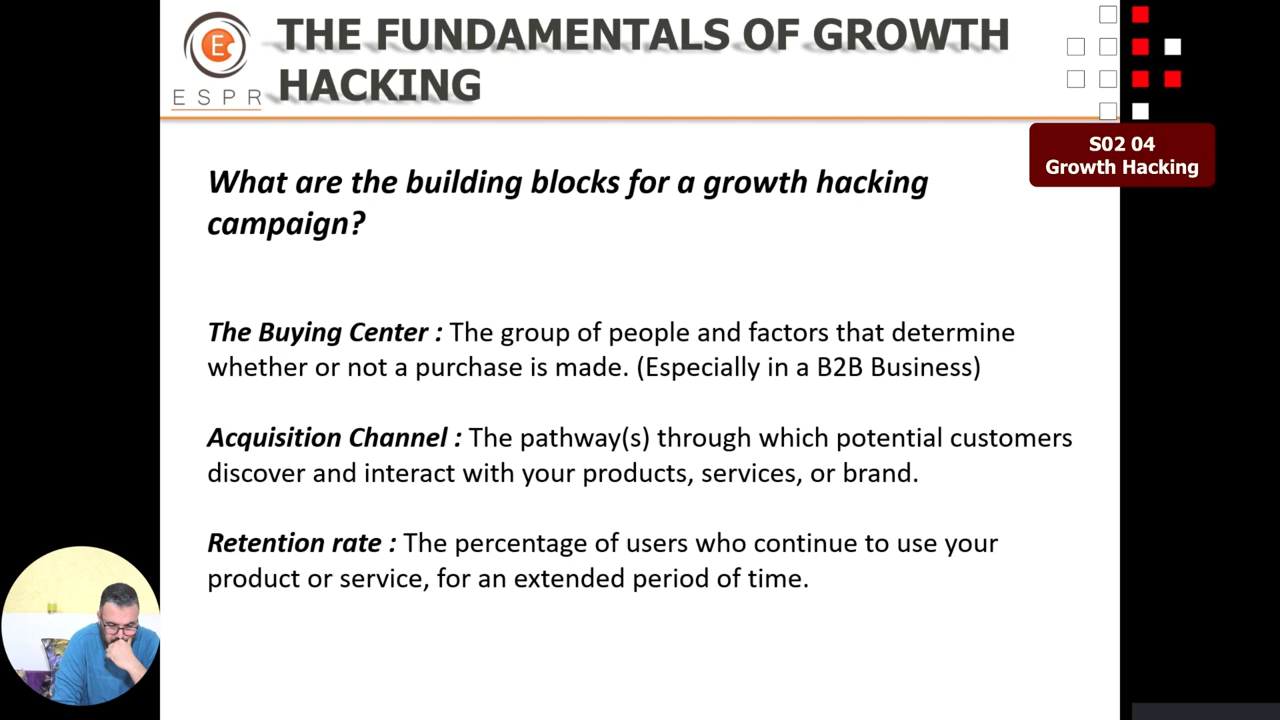 THE FUNDAMENTALS OF GROWTH
HACKING
E
ESPR
S02 04
Growth Hacking
What are the building blocks for a growth hacking
campaign?
The Buying Center : The group of people and factors that determine
whether or not a purchase is made. (Especially in a B2B Business)
Acquisition Channel : The pathway(s) through which potential customers
discover and interact with your products, services, or brand.
Retention rate : The percentage of users who continue to use your
product or service, for an extended period of time.